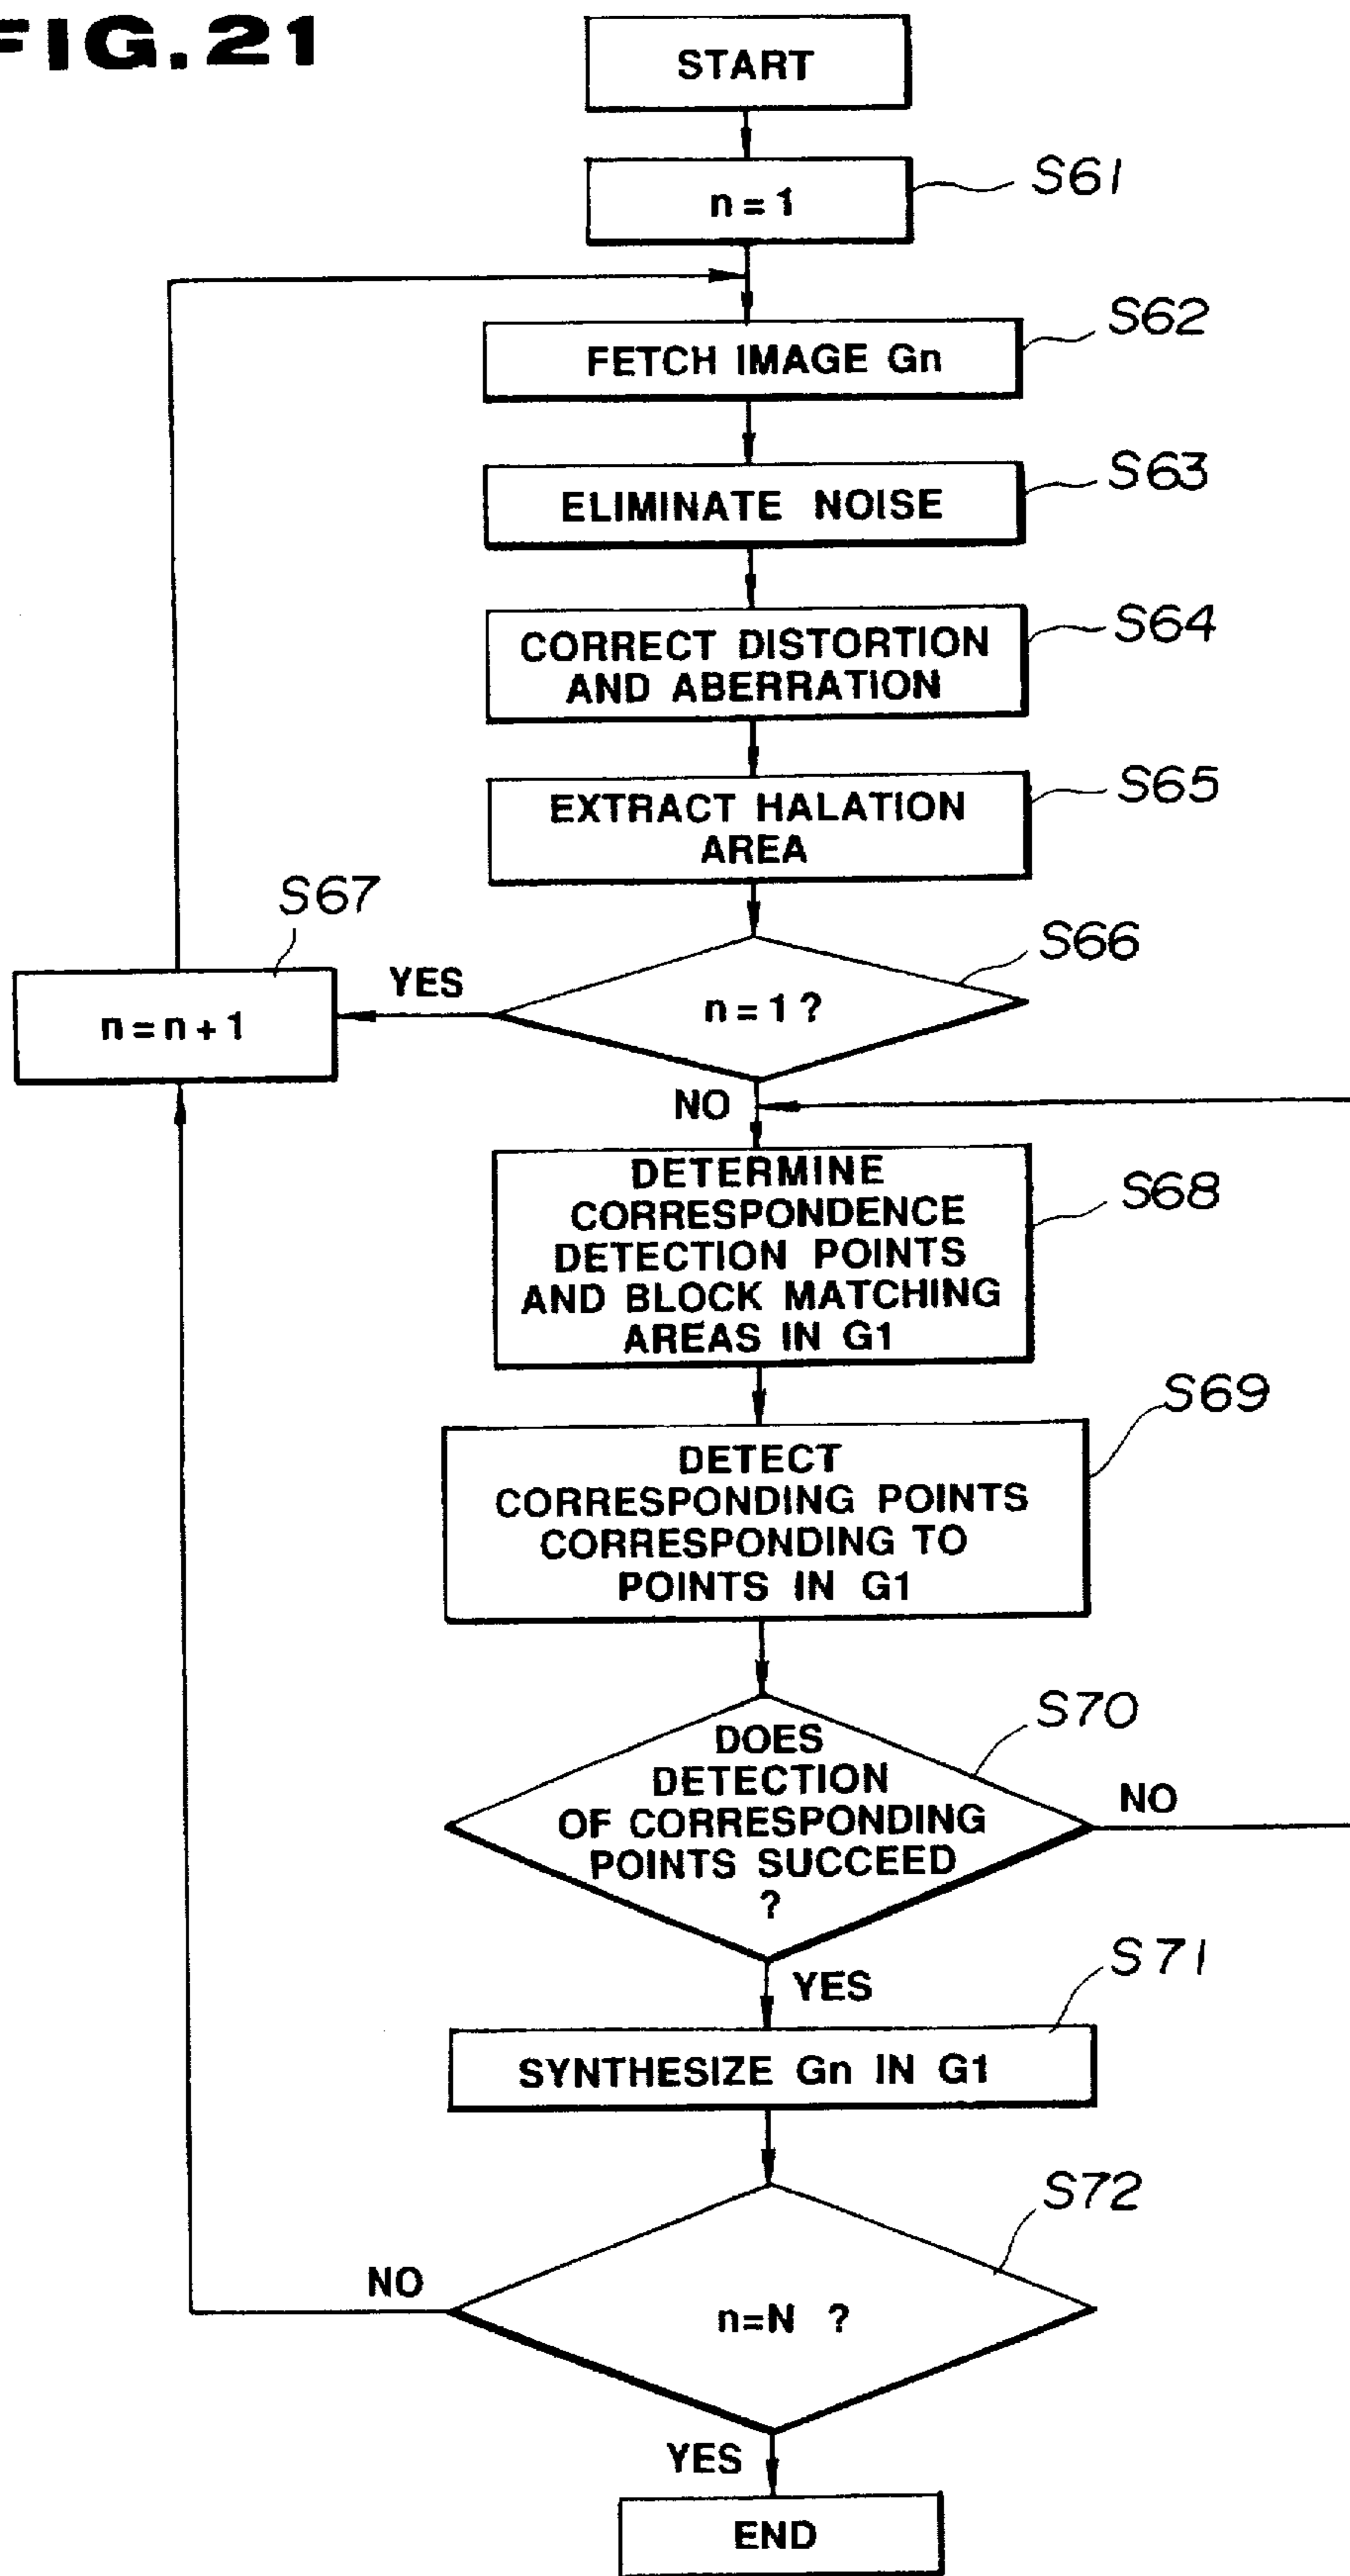 FIG.21
START
n=1
S61
FETCH IMAGE Gn
S62
ELIMINATE NOISE
S63
CORRECT DISTORTION
AND ABERRATION
S64
EXTRACT HALATION
AREA
S65
S67
n=n+1
YES
n=1?
S66
NO
DETERMINE
CORRESPONDENCE
DETECTION POINTS
AND BLOCK MATCHING
AREAS IN G1
S68
DETECT
CORRESPONDING POINTS
CORRESPONDING TO
POINTS IN G1
S69
DOES
DETECTION
OF CORRESPONDING
POINTS SUCCEED
?
S70
NO
YES
SYNTHESIZE Gn IN G1
S71
n=N ?
S72
NO
YES
END